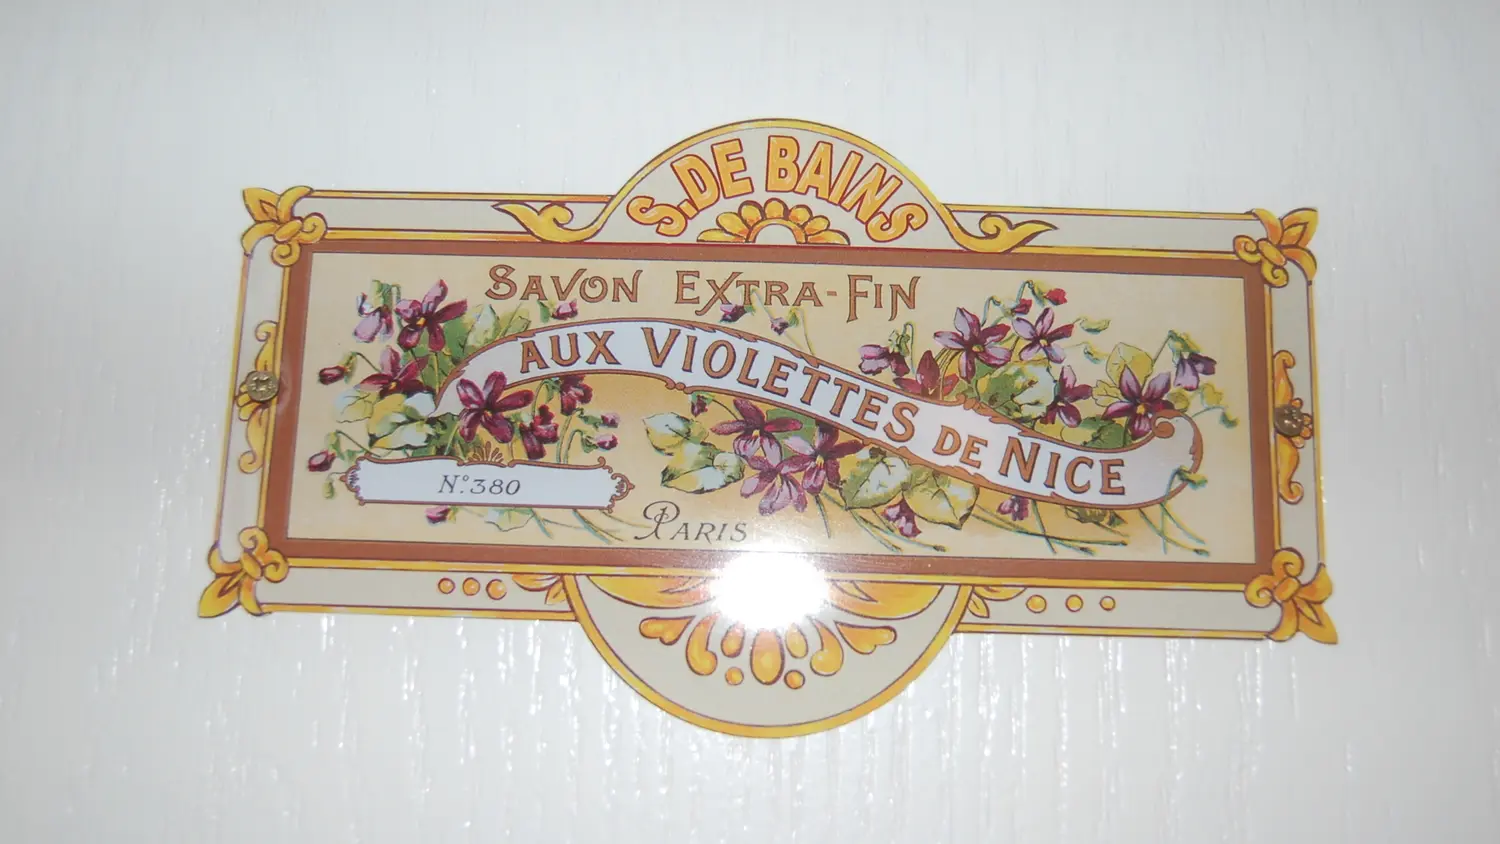 S. DE BAINS
SAVON EXTRA-FIN
AUX VIOLETTES DE NICE
N° 380
PARIS